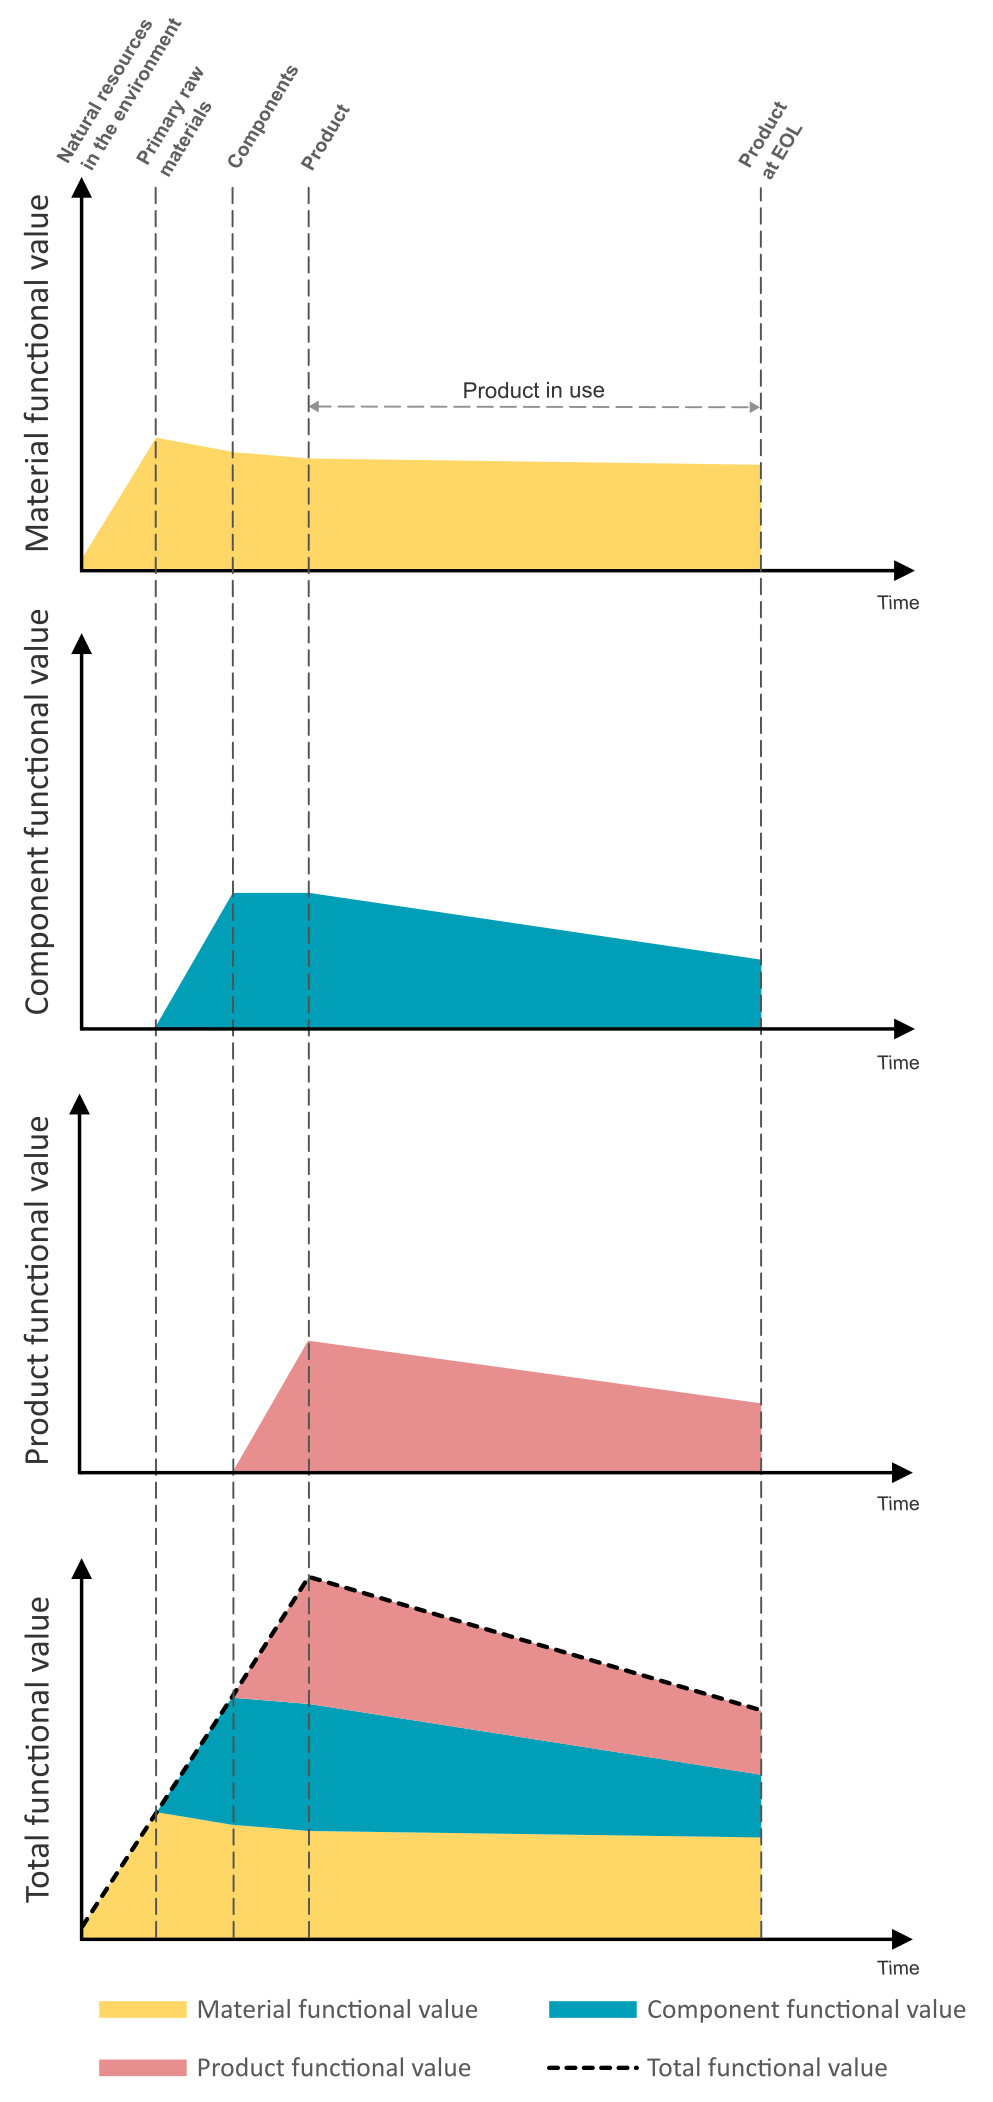 Natural resources
in the environment
Primary raw
materials
Components
Product
Product
at EOL
Material functional value
Product in use
Time
Component functional value
Time
Product functional value
Time
Total functional value
Time
Material functional value
Component functional value
Product functional value
Total functional value